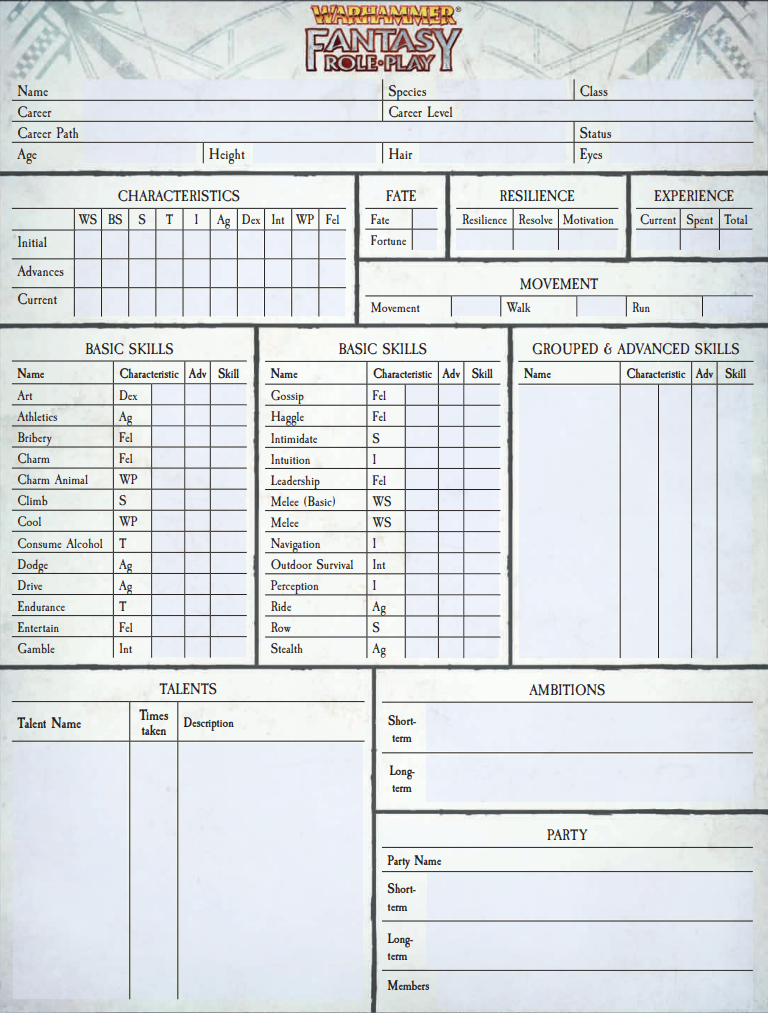 WARHAMMER
FANTASY
ROLE-PLAY
Name Species Class
Career Career Level
Career Path Status
Age Height Hair Eyes
CHARACTERISTICS
WS BS S T I Ag Dex Int WP Fel
Initial
Advances
Current
FATE
Fate
Fortune
RESILIENCE
Resilience Resolve Motivation
EXPERIENCE
Current Spent Total
MOVEMENT
Movement Walk Run
BASIC SKILLS
Name Characteristic Adv Skill
Art Dex
Athletics Ag
Bribery Fel
Charm Fel
Charm Animal WP
Climb S
Cool WP
Consume Alcohol T
Dodge Ag
Drive Ag
Endurance T
Entertain Fel
Gamble Int
BASIC SKILLS
Name Characteristic Adv Skill
Gossip Fel
Haggle Fel
Intimidate S
Intuition I
Leadership Fel
Melee (Basic) WS
Melee WS
Navigation I
Outdoor Survival Int
Perception I
Ride Ag
Row S
Stealth Ag
GROUPED & ADVANCED SKILLS
Name Characteristic Adv Skill
TALENTS
Talent Name Times taken Description
AMBITIONS
Short-
term
Long-
term
PARTY
Party Name
Short-
term
Long-
term
Members